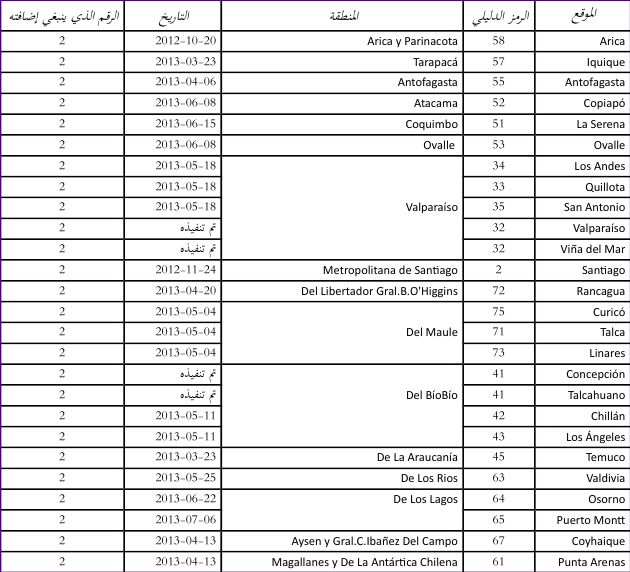 الموقع الرمز الدليلي المنطقة التاريخ الرقم الذي ينبغي إضافته
Arica 58 Arica y Parinacota 2012-10-20 2
Iquique 57 Tarapacá 2013-03-23 2
Antofagasta 55 Antofagasta 2013-04-06 2
Copiapó 52 Atacama 2013-06-08 2
La Serena 51 Coquimbo 2013-06-15 2
Ovalle 53 Ovalle 2013-06-08 2
Los Andes 34 2013-05-18 2
Quillota 33 2013-05-18 2
San Antonio 35 Valparaíso 2013-05-18 2
Valparaíso 32 تم تنفيذه 2
Viña del Mar 32 تم تنفيذه 2
Santiago 2 Metropolitana de Santiago 2012-11-24 2
Rancagua 72 Del Libertador Gral.B.O'Higgins 2013-04-20 2
Curicó 75 2013-05-04 2
Talca 71 Del Maule 2013-05-04 2
Linares 73 2013-05-04 2
Concepción 41 تم تنفيذه 2
Talcahuano 41 Del BíoBío تم تنفيذه 2
Chillán 42 2013-05-11 2
Los Ángeles 43 2013-05-11 2
Temuco 45 De La Araucanía 2013-03-23 2
Valdivia 63 De Los Rios 2013-05-25 2
Osorno 64 De Los Lagos 2013-06-22 2
Puerto Montt 65 2013-07-06 2
Coyhaique 67 Aysen y Gral.C.Ibañez Del Campo 2013-04-13 2
Punta Arenas 61 Magallanes y De La Antártica Chilena 2013-04-13 2